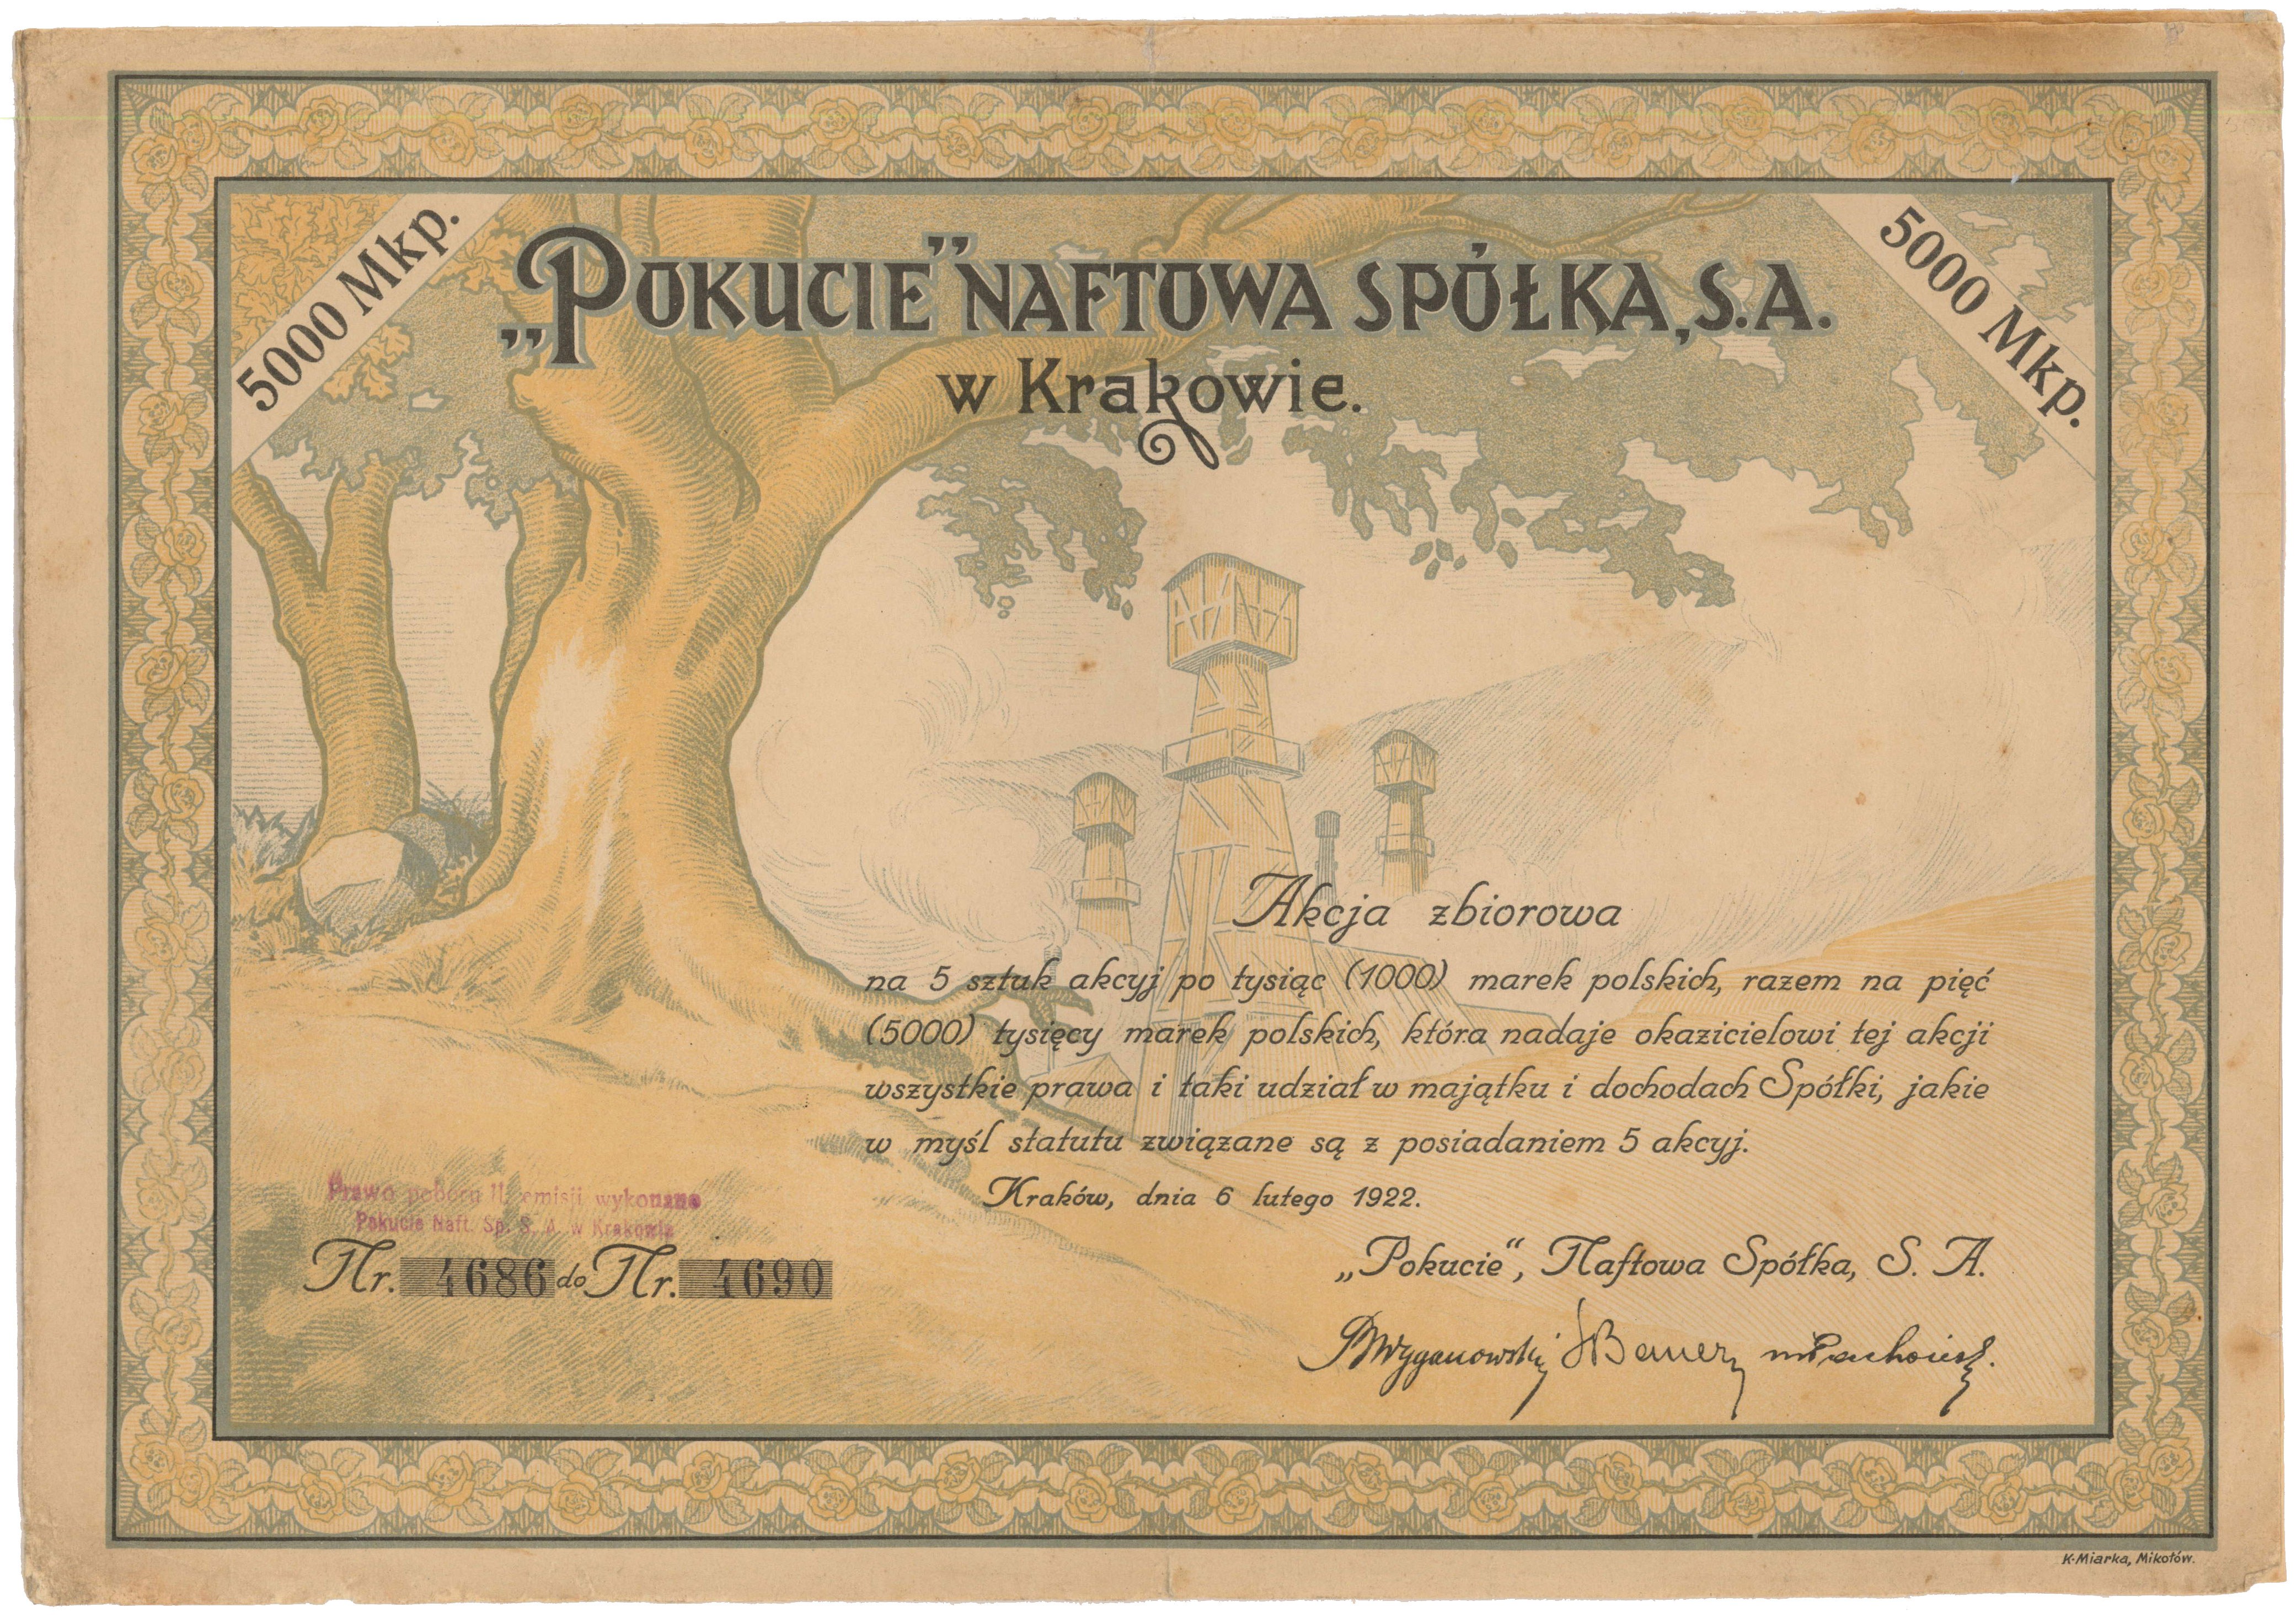 5000 Mkp.
5000 Mkp.
„POKUCIE” NAFTOWA SPÓŁKA, S.A.
w Krakowie.
Akcja zbiorowa
na 5 sztuk akcyj po tysiąc (1000) marek polskich, razem na pięć
(5000) tysięcy marek polskich, która nadaje okazicielowi tej akcji
wszystkie prawa i taki udział w majątku i dochodach Spółki, jakie
w myśl statutu związane są z posiadaniem 5 akcyj.
Kraków, dnia 6 lutego 1922.
Prawo poboru II. emisji wykonane
Pokucie Naft. Sp. S. A. w Krakowie
Nr. 4686 do Nr. 4690
„Pokucie“, Naftowa Spółka, S. A.
Bauer
K. Miarka, Mikołów.